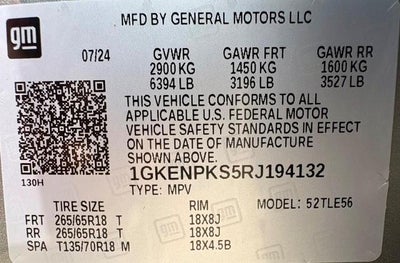 gm
MFD BY GENERAL MOTORS LLC
07/24 GVWR GAWR FRT GAWR RR
2900 KG 1450 KG 1600 KG
6394 LB 3196 LB 3527 LB
THIS VEHICLE CONFORMS TO ALL
APPLICABLE U.S. FEDERAL MOTOR
VEHICLE SAFETY STANDARDS IN EFFECT
ON THE DATE OF MANUFACTURE
SHOWN ABOVE.
130H
1GKENPKS5RJ194132
TYPE: MPV
TIRE SIZE RIM MODEL: 52TLE56
FRT 265/65R18 T 18X8J
RR 265/65R18 T 18X8J
SPA T135/70R18 M 18X4.5B